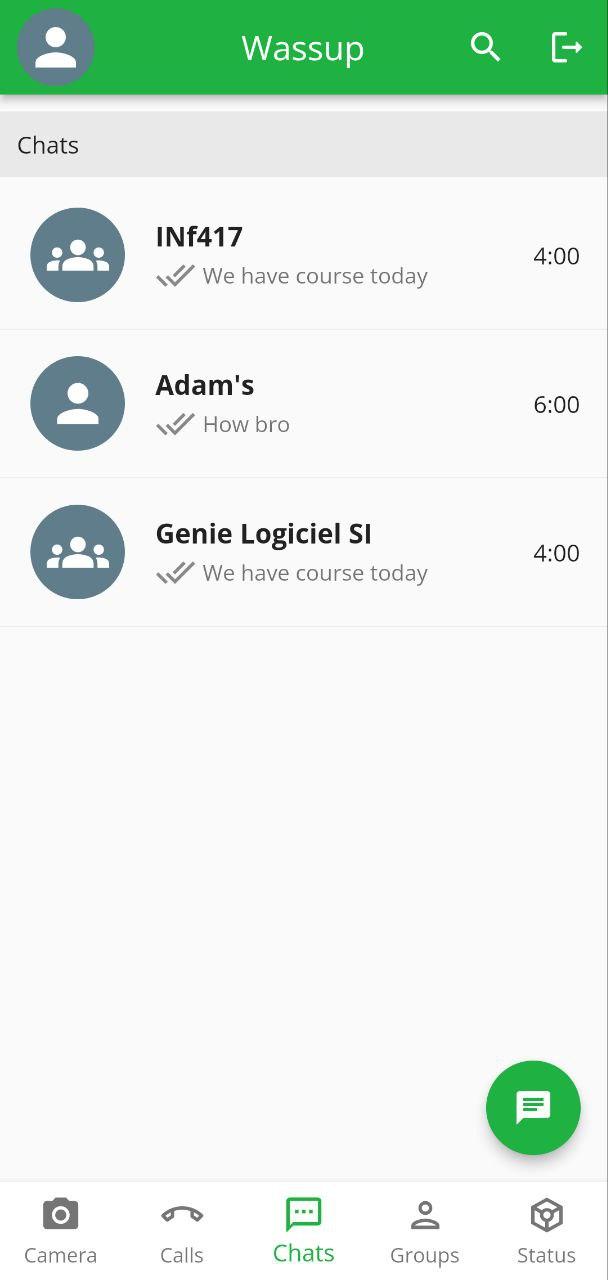 Wassup
Chats
INf417
We have course today
4:00
Adam's
How bro
6:00
Genie Logiciel SI
We have course today
4:00
Camera
Calls
Chats
Groups
Status